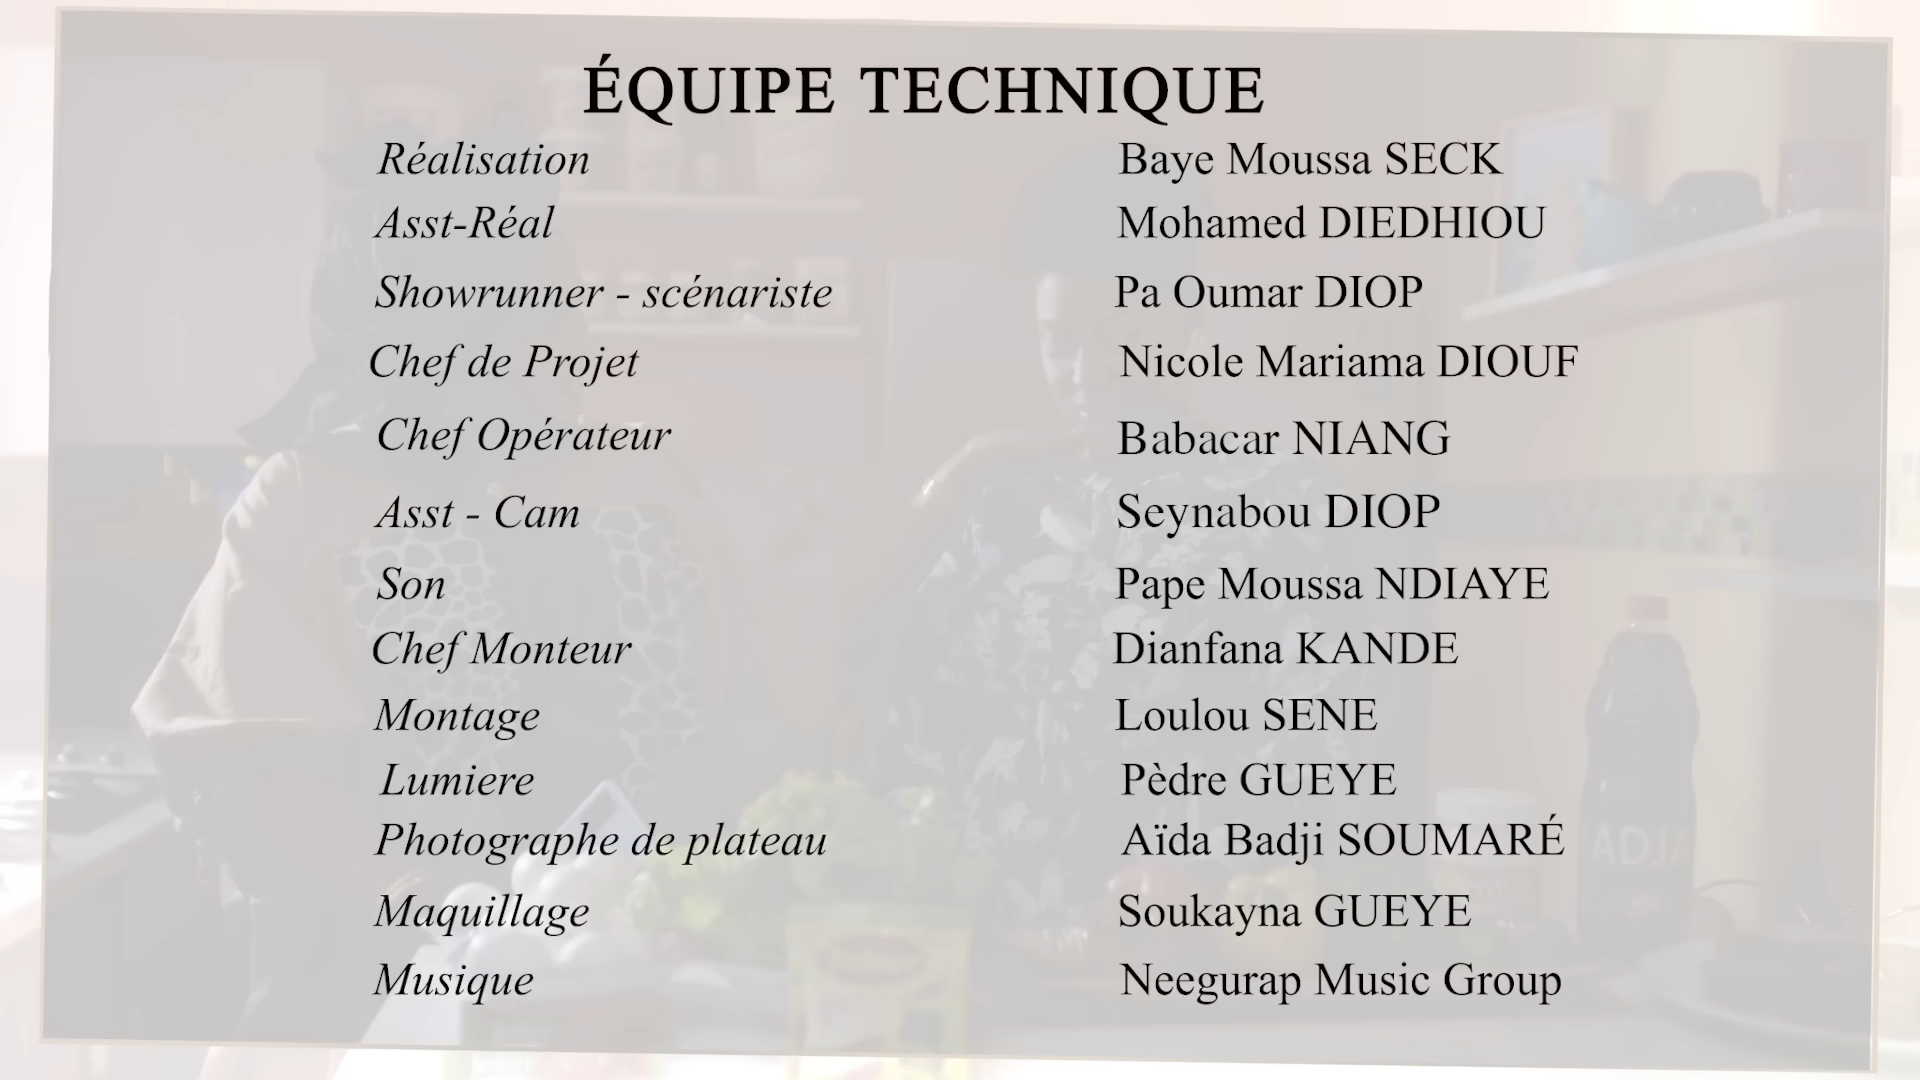 ÉQUIPE TECHNIQUE
Réalisation Baye Moussa SECK
Asst-Réal Mohamed DIEDHIOU
Showrunner - scénariste Pa Oumar DIOP
Chef de Projet Nicole Mariama DIOUF
Chef Opérateur Babacar NIANG
Asst - Cam Seynabou DIOP
Son Pape Moussa NDIAYE
Chef Monteur Dianfana KANDE
Montage Loulou SENE
Lumiere Pèdre GUEYE
Photographe de plateau Aïda Badji SOUMARÉ
ADJA
Maquillage Soukayna GUEYE
Musique Neegurap Music Group